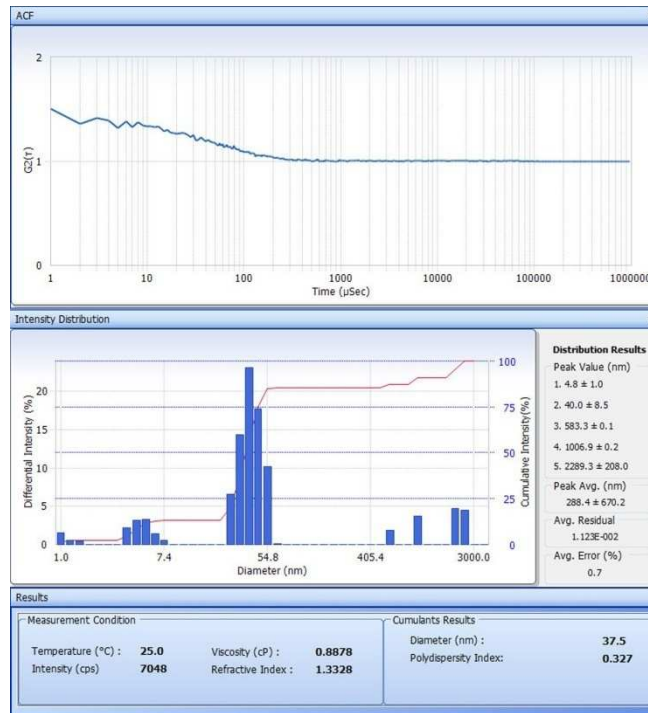 ACF
2
1
0
G2(τ)
1 10 100 1000 10000 100000 1000000
Time (µSec)
Intensity Distribution
20
15
10
5
0
Differential Intensity (%)
100
75
50
25
0
Cumulative Intensity(%)
1.0 7.4 54.8 405.4 3000.0
Diameter (nm)
Distribution Results
Peak Value (nm)
1. 4.8 ± 1.0
2. 40.0 ± 8.5
3. 583.3 ± 0.1
4. 1006.9 ± 0.2
5. 2289.3 ± 208.0
Peak Avg. (nm)
288.4 ± 670.2
Avg. Residual
1.123E-002
Avg. Error (%)
0.7
Results
Measurement Condition
Temperature (°C) : 25.0 Viscosity (cP) : 0.8878
Intensity (cps) 7048 Refractive Index : 1.3328
Cumulants Results
Diameter (nm) : 37.5
Polydispersity Index: 0.327